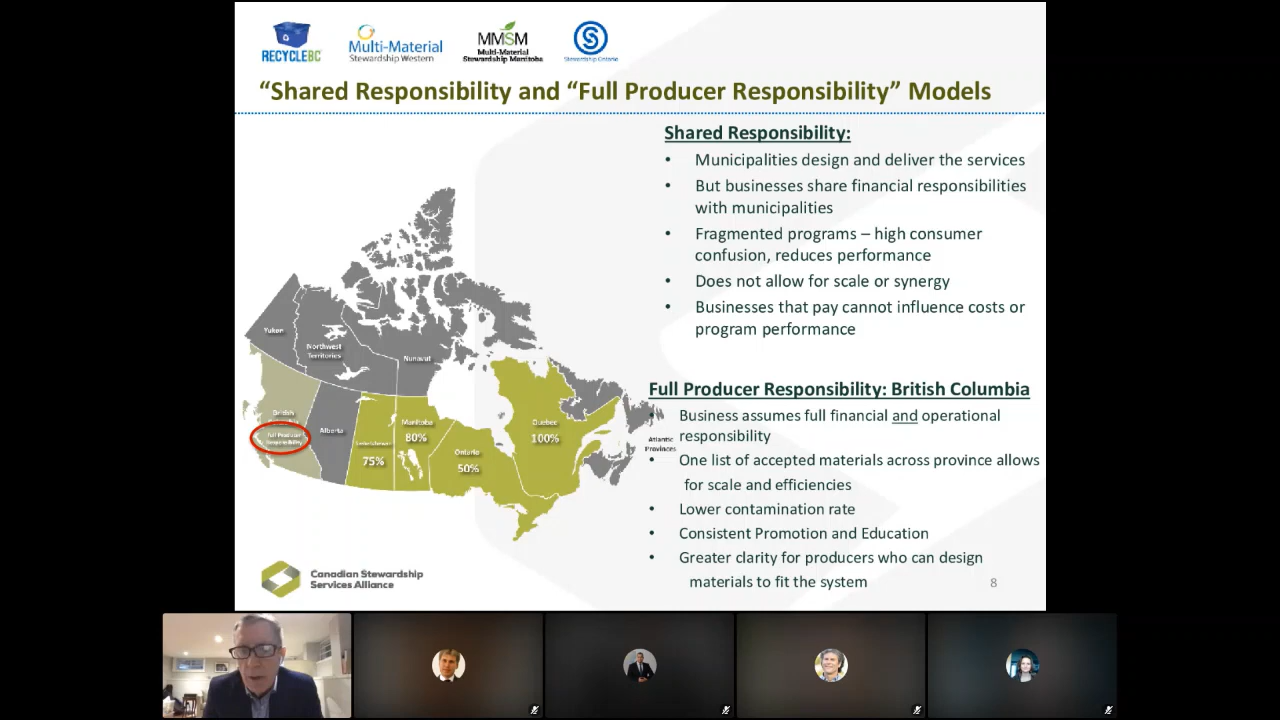 RECYCLEBC
Multi-Material
Stewardship Western
MMSM
Multi-Material
Stewardship Manitoba
Stewardship Ontario
“Shared Responsibility and “Full Producer Responsibility” Models
Shared Responsibility:
• Municipalities design and deliver the services
• But businesses share financial responsibilities
with municipalities
• Fragmented programs – high consumer
confusion, reduces performance
• Does not allow for scale or synergy
• Businesses that pay cannot influence costs or
program performance
Yukon
Northwest
Territories
Nunavut
British
Full Producer
Responsibility
Alberta
Saskatchewan
75%
Manitoba
80%
Ontario
50%
Quebec
100%
Atlantic
Provinces
Full Producer Responsibility: British Columbia
• Business assumes full financial and operational
responsibility
• One list of accepted materials across province allows
for scale and efficiencies
• Lower contamination rate
• Consistent Promotion and Education
• Greater clarity for producers who can design
materials to fit the system
Canadian Stewardship
Services Alliance
8